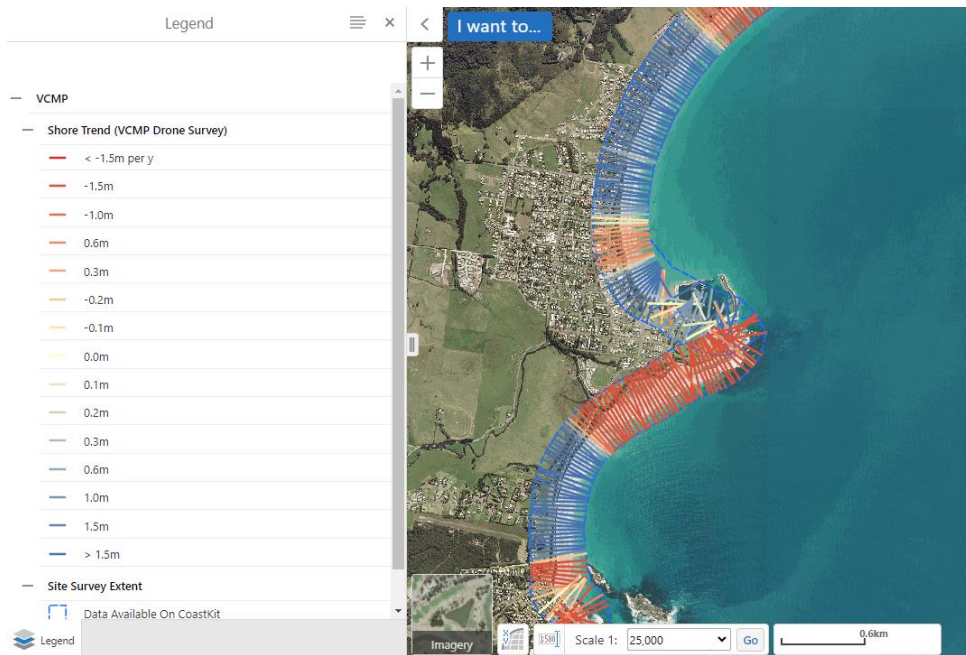 Legend
I want to...
VCMP
Shore Trend (VCMP Drone Survey)
< -1.5m per y
-1.5m
-1.0m
0.6m
0.3m
-0.2m
-0.1m
0.0m
0.1m
0.2m
0.3m
0.6m
1.0m
1.5m
> 1.5m
Site Survey Extent
Data Available On CoastKit
Legend
Imagery
Scale 1:
25,000
Go
0.6km